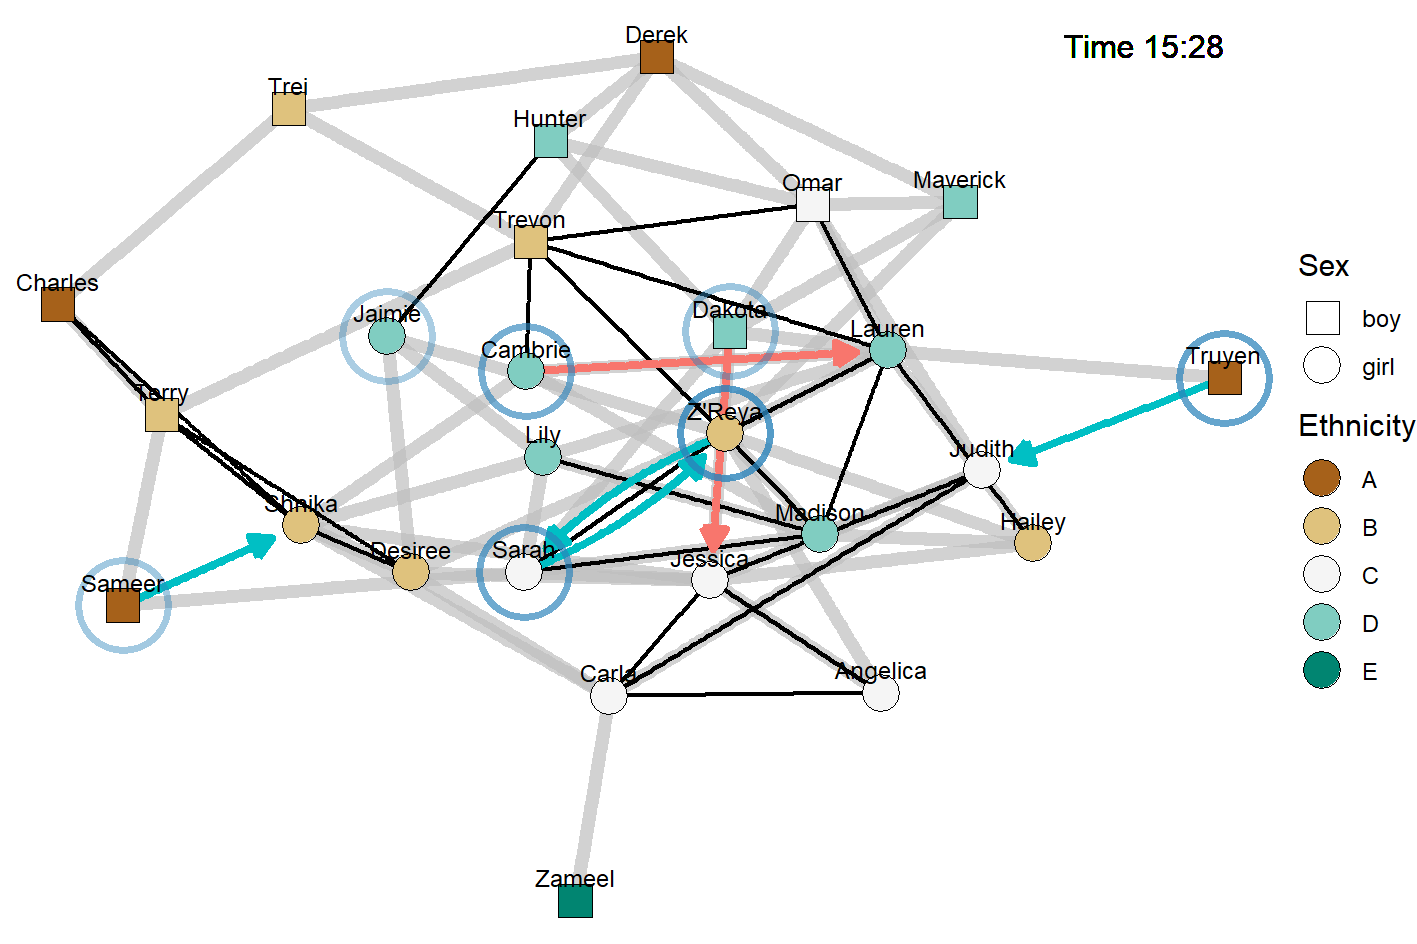 Derek
Time 15:28
Trei
Hunter
Omar
Maverick
Trevon
Sex
Charles
Jaimie
Dakota
Lauren
boy
Cambrie
Truyen
girl
Terry
Z'Reya
Ethnicity
Lily
Judith
A
Shnika
Madison
Hailey
B
Desiree
Sarah
Jessica
C
Sameer
D
Carla
Angelica
E
Zameel